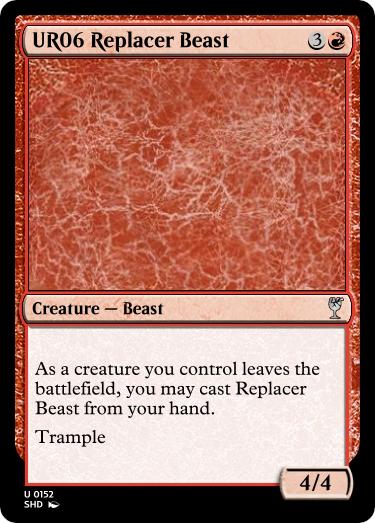 UR06 Replacer Beast 3
Creature — Beast
As a creature you control leaves the
battlefield, you may cast Replacer
Beast from your hand.
Trample
4/4
U 0152
SHD